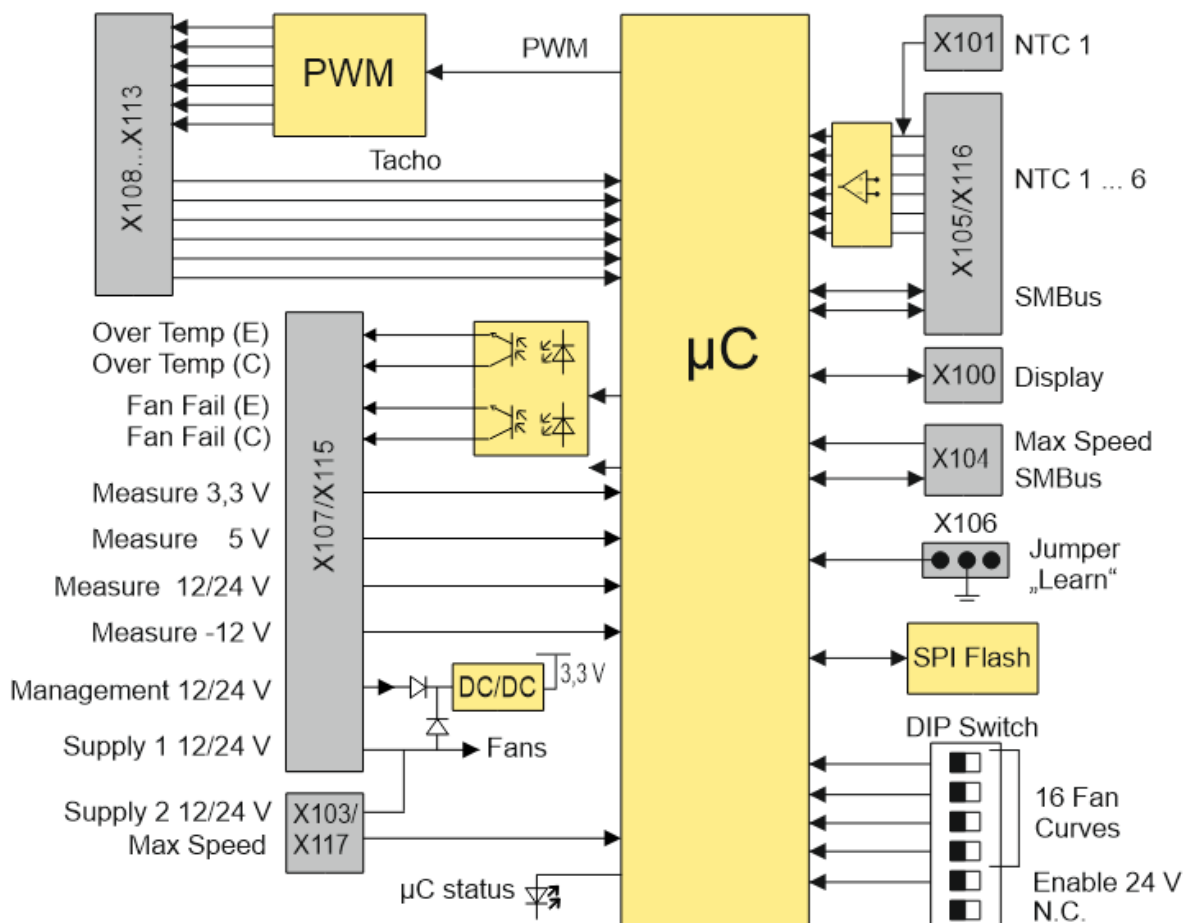 X108...X113
PWM
PWM
Tacho
X101
NTC 1
X105/X116
NTC 1 ... 6
SMBus
µC
X100
Display
X104
Max Speed
SMBus
X106
Jumper
„Learn“
SPI Flash
DIP Switch
16 Fan
Curves
Enable 24 V
N.C.
Over Temp (E)
Over Temp (C)
Fan Fail (E)
Fan Fail (C)
X107/X115
Measure 3,3 V
Measure 5 V
Measure 12/24 V
Measure -12 V
Management 12/24 V
DC/DC
3,3 V
Supply 1 12/24 V
Fans
Supply 2 12/24 V
Max Speed
X103/
X117
µC status